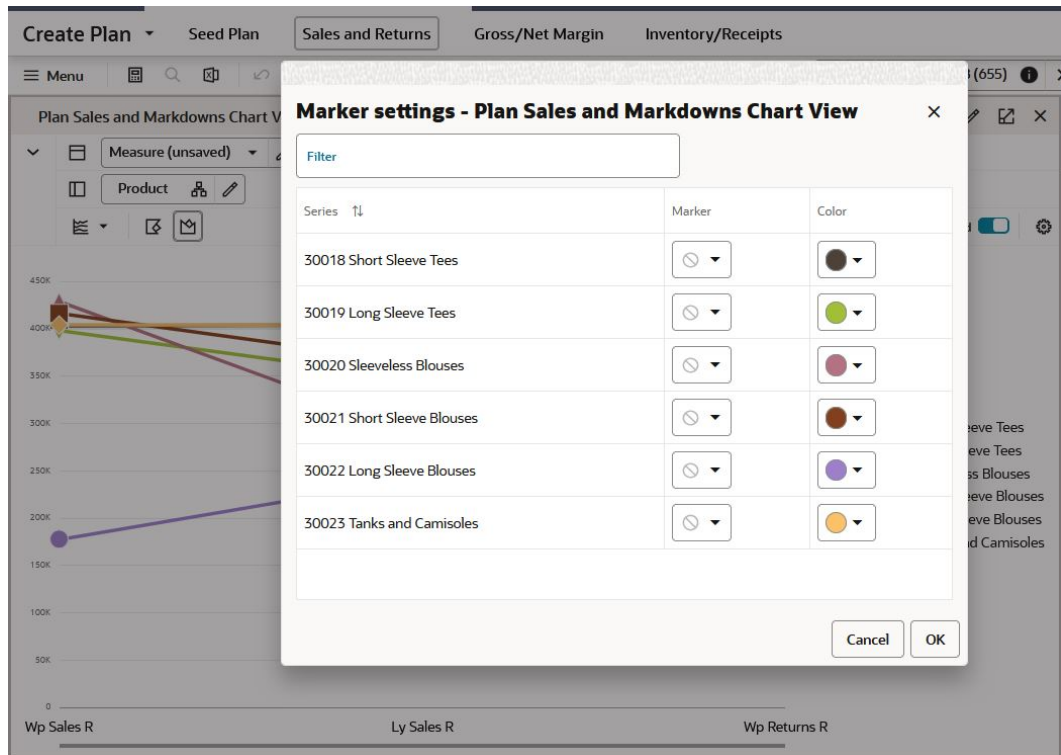 Create Plan Seed Plan Sales and Returns Gross/Net Margin Inventory/Receipts
Menu (655)
Plan Sales and Markdowns Chart V
Measure (unsaved)
Product
Marker settings - Plan Sales and Markdowns Chart View
Filter
Series Marker Color
30018 Short Sleeve Tees
30019 Long Sleeve Tees
30020 Sleeveless Blouses
30021 Short Sleeve Blouses
30022 Long Sleeve Blouses
30023 Tanks and Camisoles
Cancel OK
450K
400K
350K
300K
250K
200K
150K
100K
50K
0
Wp Sales R Ly Sales R Wp Returns R
eeve Tees
eve Tees
ss Blouses
eeve Blouses
eve Blouses
d Camisoles